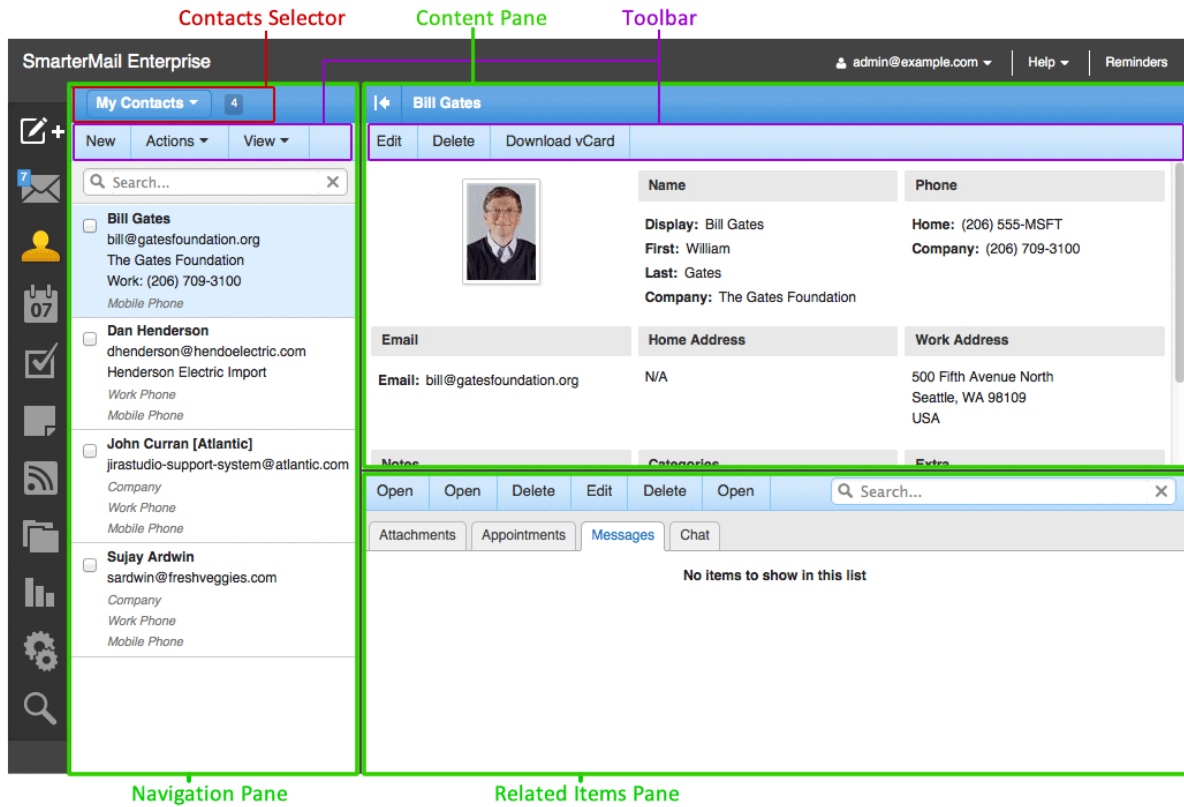 Contacts Selector
Content Pane
Toolbar
SmarterMail Enterprise
admin@example.com
Help
Reminders
My Contacts
4
Bill Gates
New
Actions
View
Edit
Delete
Download vCard
Search...
7
07
Bill Gates
bill@gatesfoundation.org
The Gates Foundation
Work: (206) 709-3100
Mobile Phone
Dan Henderson
dhenderson@hendoelectric.com
Henderson Electric Import
Work Phone
Mobile Phone
John Curran [Atlantic]
jirastudio-support-system@atlantic.com
Company
Work Phone
Mobile Phone
Sujay Ardwin
sardwin@freshveggies.com
Company
Work Phone
Mobile Phone
Name
Display: Bill Gates
First: William
Last: Gates
Company: The Gates Foundation
Phone
Home: (206) 555-MSFT
Company: (206) 709-3100
Email
Email: bill@gatesfoundation.org
Home Address
N/A
Work Address
500 Fifth Avenue North
Seattle, WA 98109
USA
Notes
Categories
Extra
Open
Open
Delete
Edit
Delete
Open
Search...
Attachments
Appointments
Messages
Chat
No items to show in this list
Navigation Pane
Related Items Pane